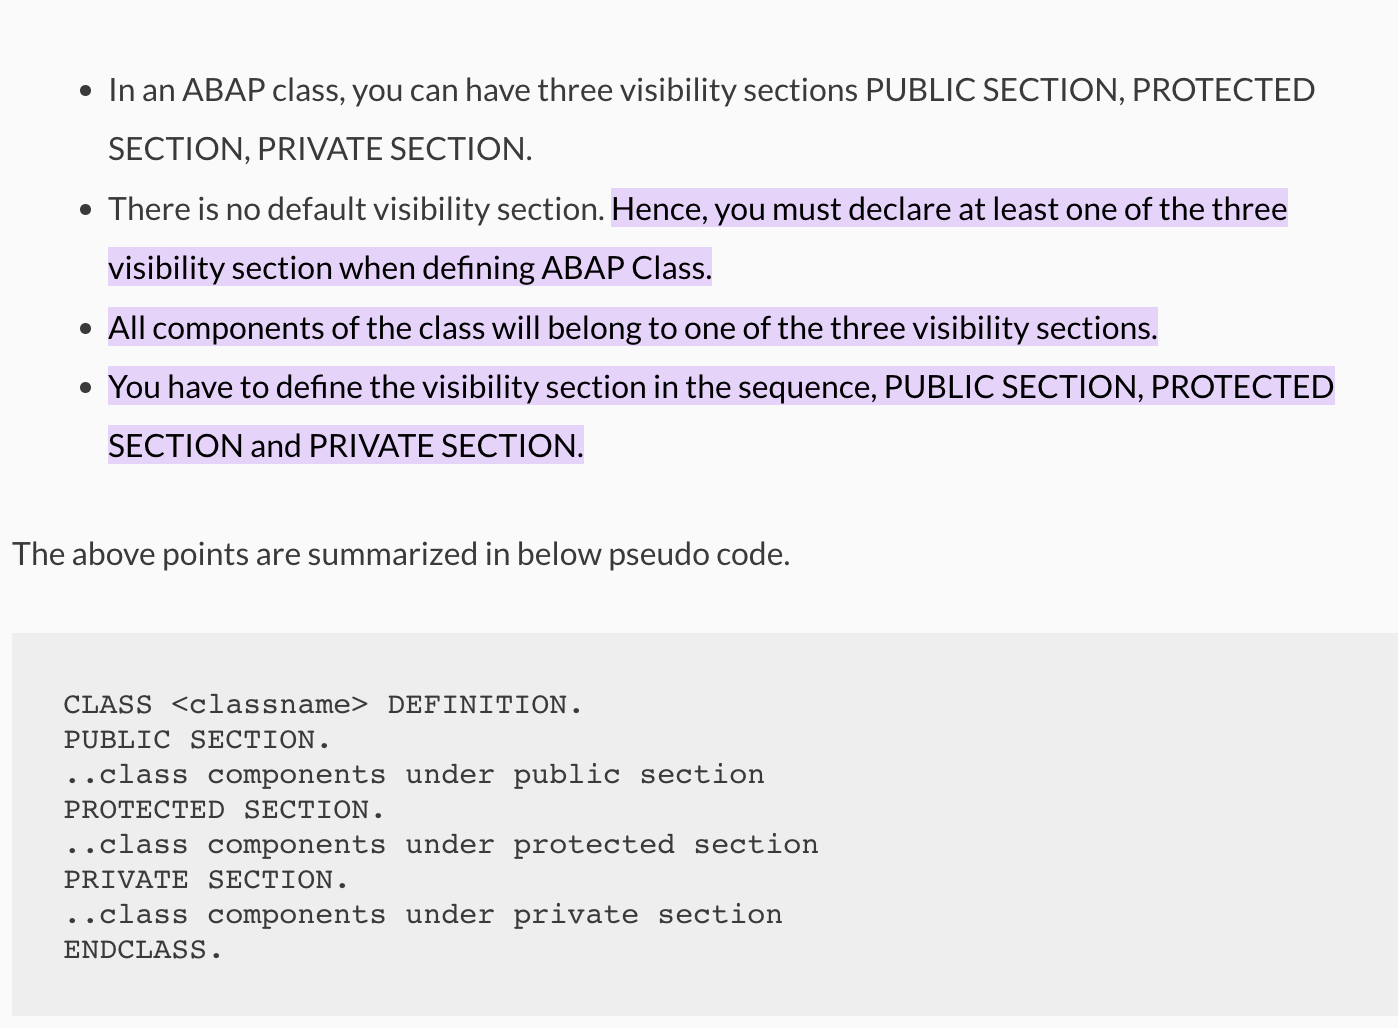 • In an ABAP class, you can have three visibility sections PUBLIC SECTION, PROTECTED
SECTION, PRIVATE SECTION.
• There is no default visibility section. Hence, you must declare at least one of the three
visibility section when defining ABAP Class.
• All components of the class will belong to one of the three visibility sections.
• You have to define the visibility section in the sequence, PUBLIC SECTION, PROTECTED
SECTION and PRIVATE SECTION.
The above points are summarized in below pseudo code.
CLASS <classname> DEFINITION.
PUBLIC SECTION.
..class components under public section
PROTECTED SECTION.
..class components under protected section
PRIVATE SECTION.
..class components under private section
ENDCLASS.